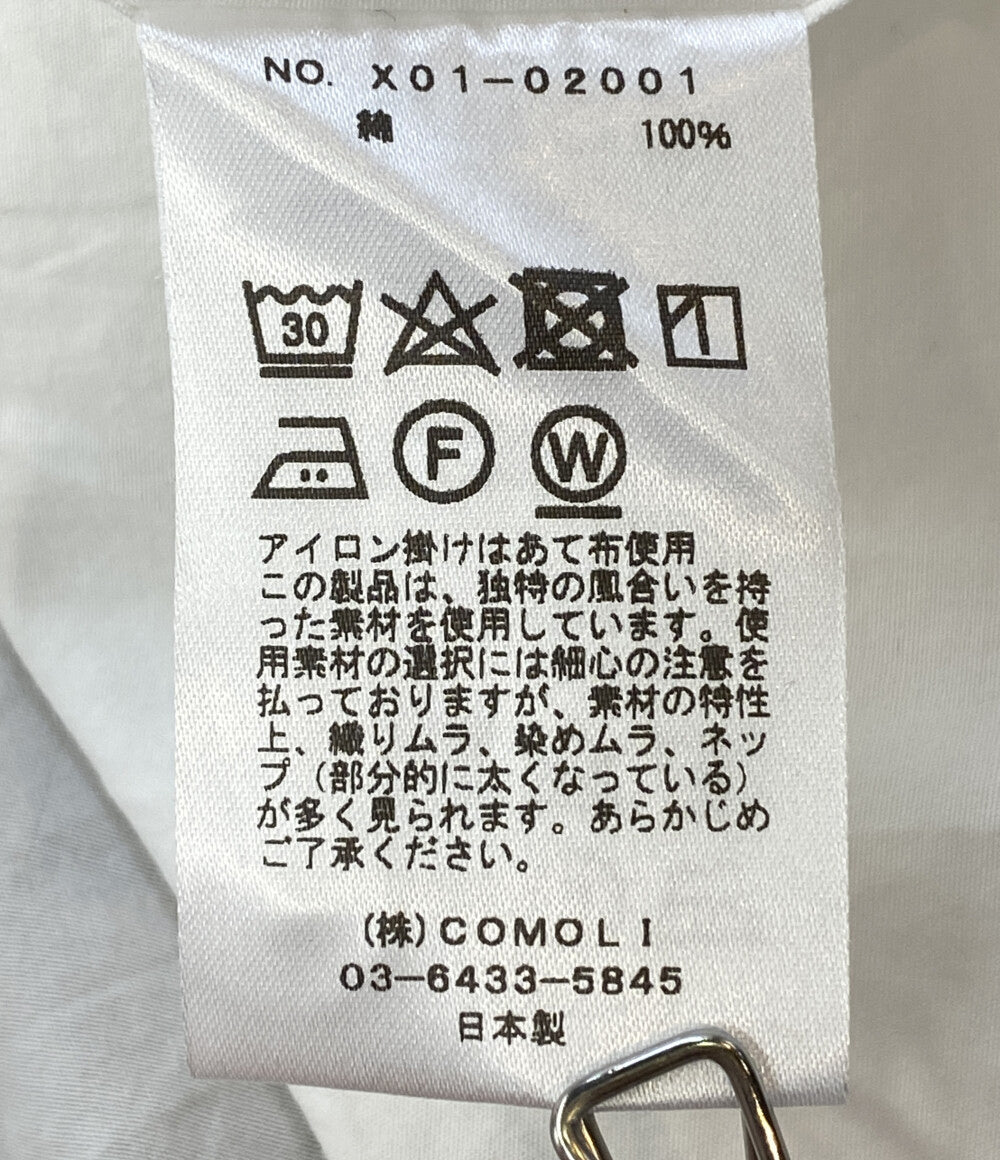 NO. X01-02001
綿 100%
30
F W
アイロン掛けはあて布使用
この製品は、独特の風合いを持
った素材を使用しています。使
用素材の選択には細心の注意を
払っておりますが、素材の特性
上、織りムラ、染めムラ、ネッ
プ（部分的に太くなっている）
が多く見られます。あらかじめ
ご了承ください。
(株)COMOLI
03-6433-5845
日本製